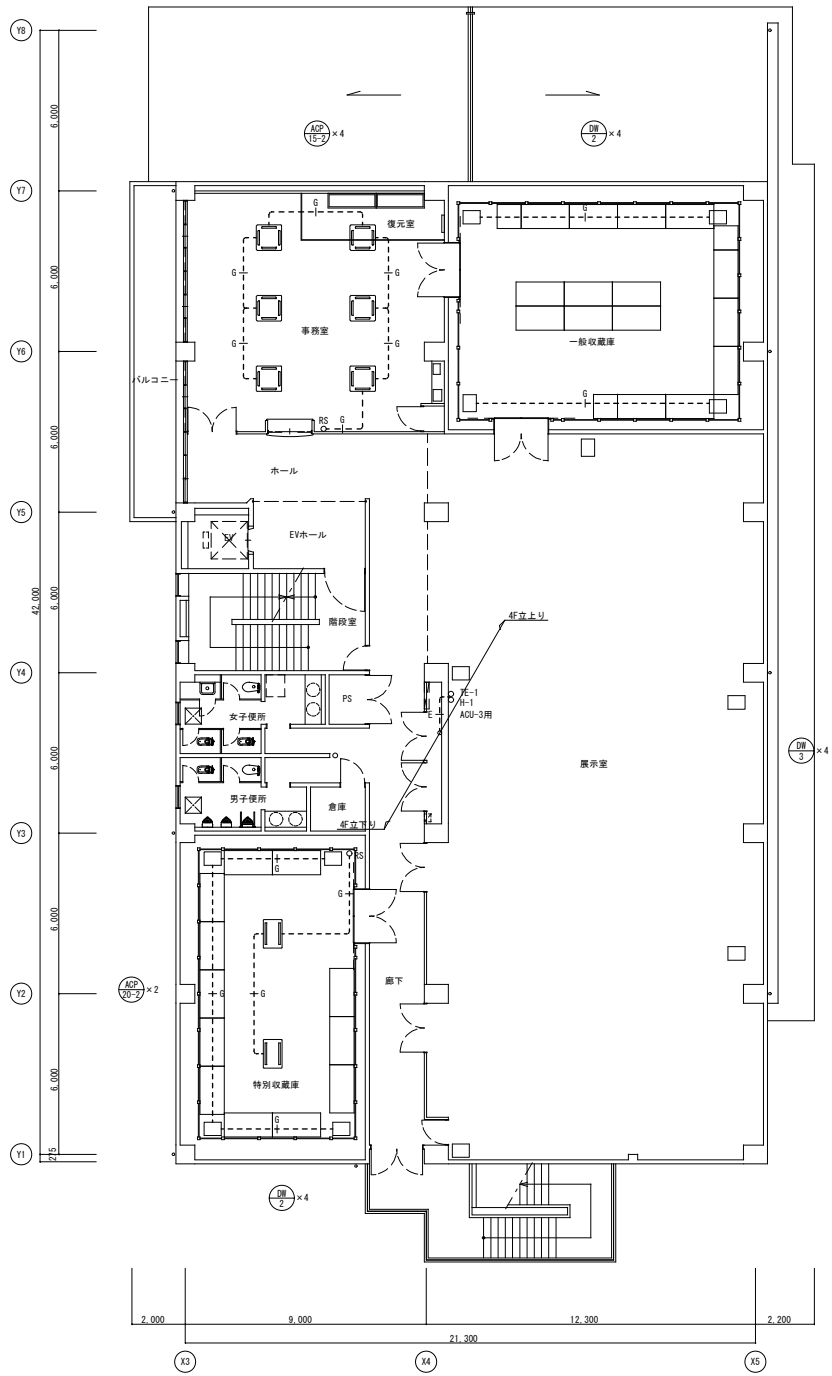 Y8
6,000
ACP
15-2
×4
DW
2
×4
Y7
復元室
G
G
G
G
G
6,000
事務室
一般収蔵庫
Y6
G
G
バルコニー
G
RS
G
6,000
ホール
Y5
EV
EVホール
42,000
6,000
階段室
4F立上り
Y4
PS
TE-1
H-1
E
ACU-3用
女子便所
6,000
展示室
DW
3
×4
男子便所
倉庫
4F立下り
Y3
RS
G
G
6,000
廊下
ACP
20-2
×2
Y2
G
G
6,000
特別収蔵庫
G
Y1
275
DW
2
×4
2,000
9,000
12,300
2,200
21,300
X3
X4
X5